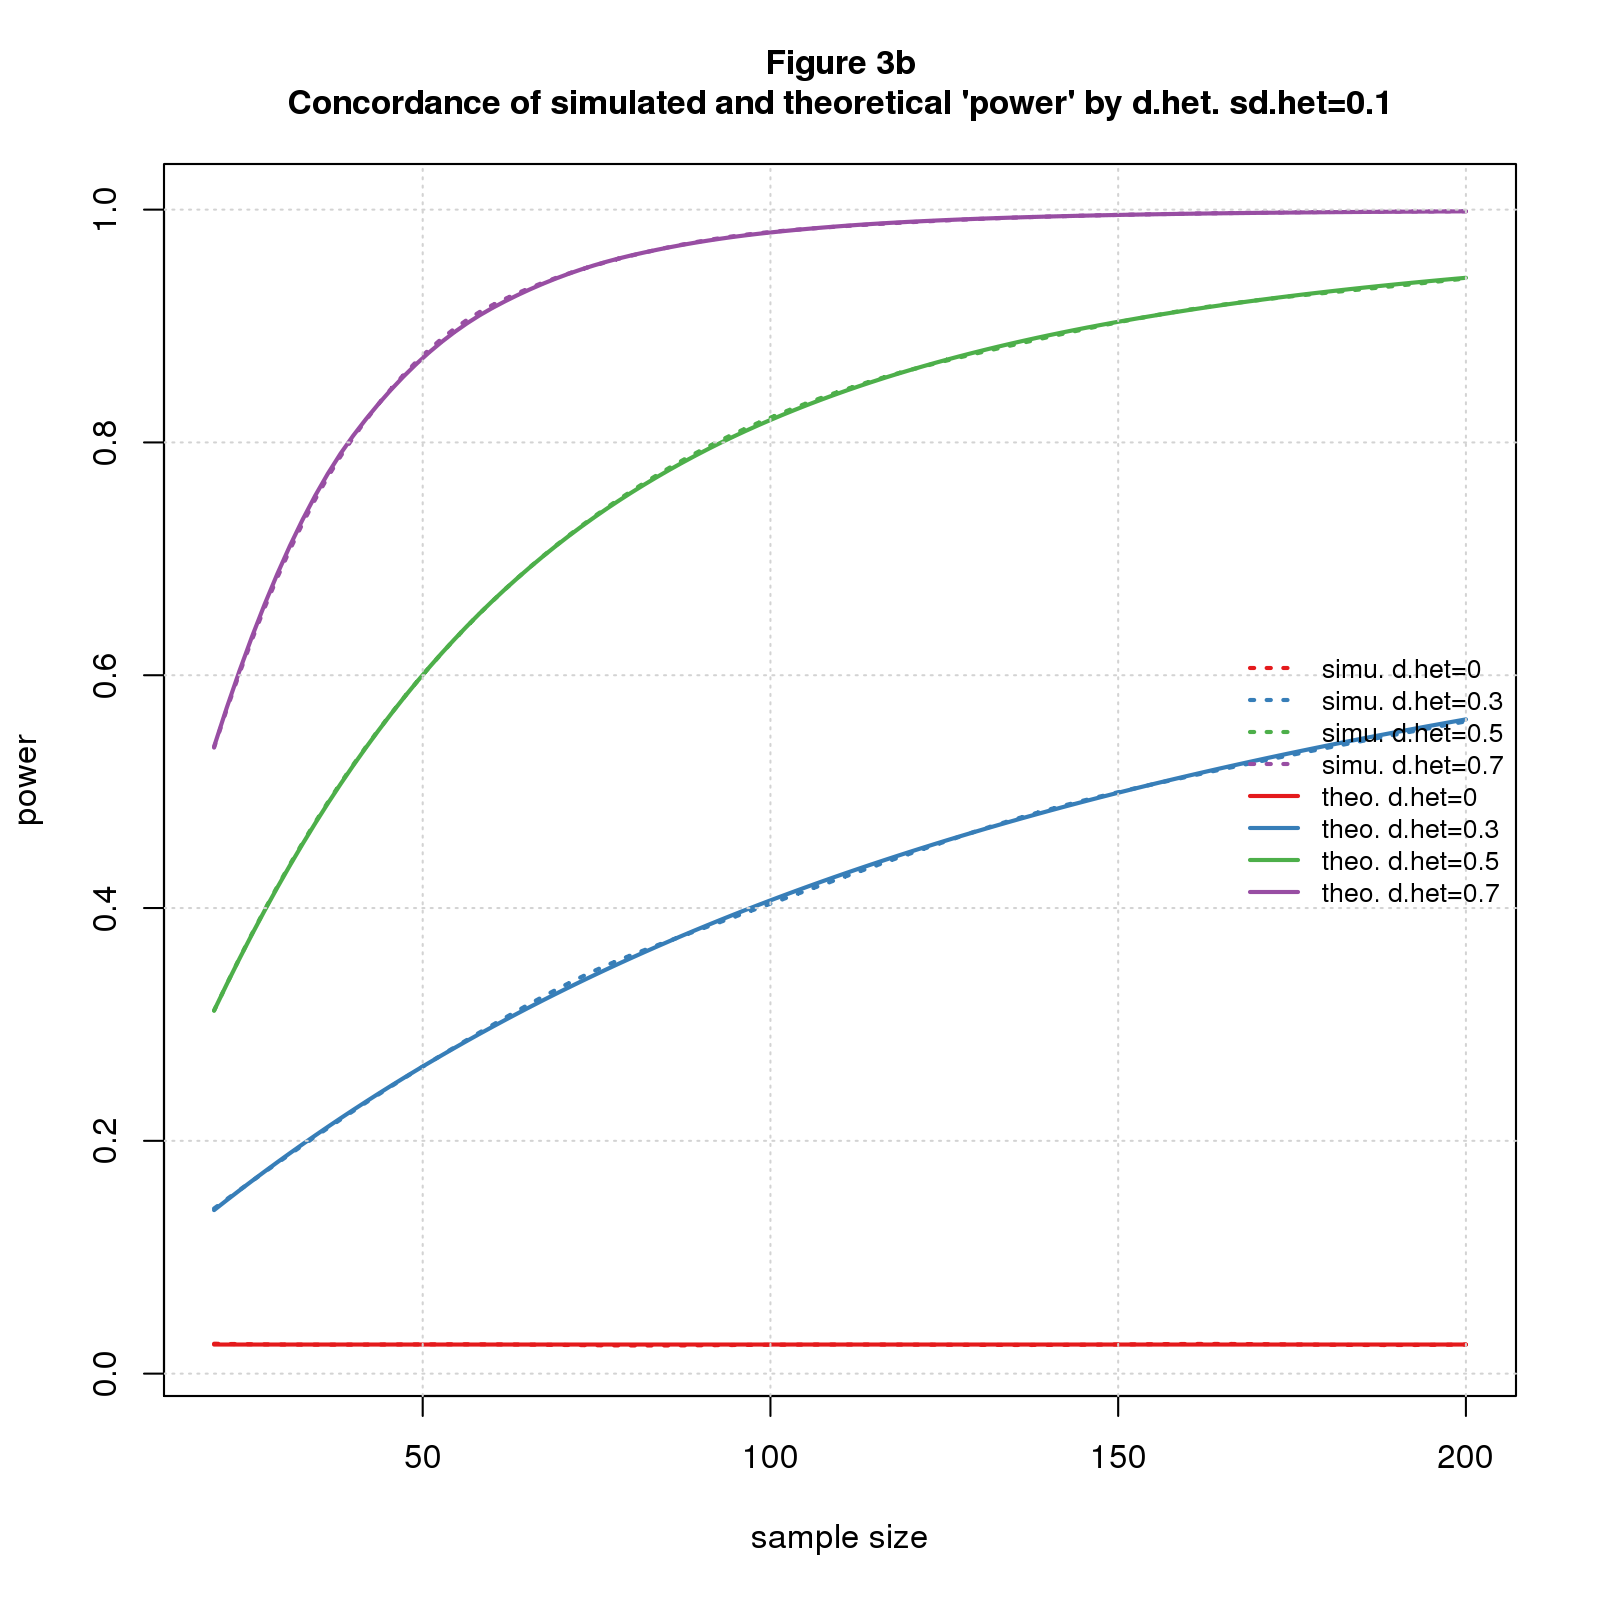 Figure 3b
Concordance of simulated and theoretical 'power' by d.het. sd.het=0.1
power
1.0
0.8
0.6
0.4
0.2
0.0
simu. d.het=0
simu. d.het=0.3
simu. d.het=0.5
simu. d.het=0.7
theo. d.het=0
theo. d.het=0.3
theo. d.het=0.5
theo. d.het=0.7
50 100 150 200
sample size